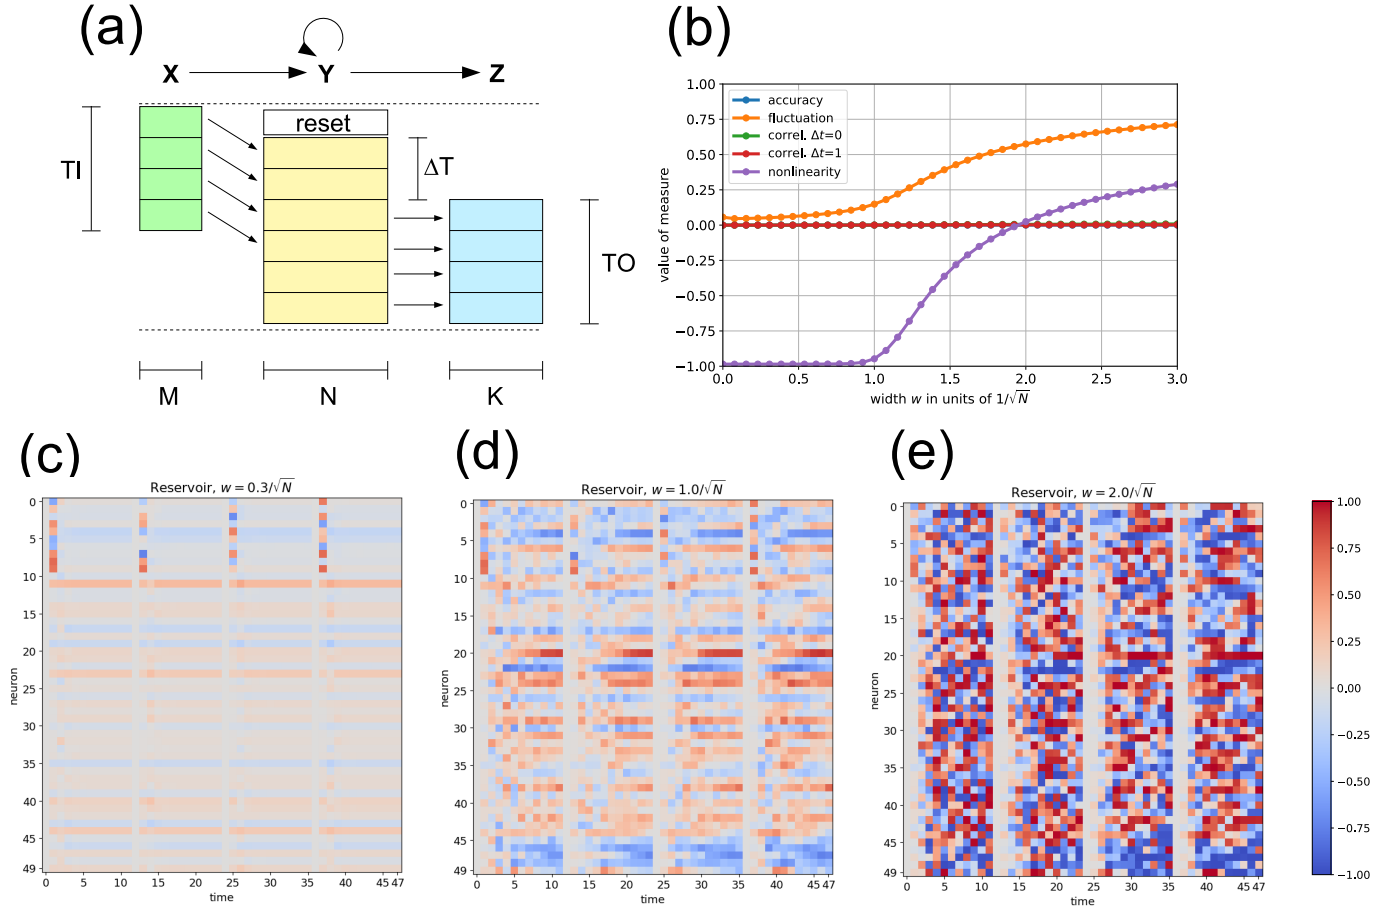 (a)
X
Y
Z
reset
TI
ΔT
TO
M
N
K
(b)
accuracy
fluctuation
correl. Δt=0
correl. Δt=1
nonlinearity
value of measure
1.00
0.75
0.50
0.25
0.00
−0.25
−0.50
−0.75
−1.00
0.0
0.5
1.0
1.5
2.0
2.5
3.0
width w in units of 1/√N
(c)
Reservoir, w = 0.3/√N
neuron
0
5
10
15
20
25
30
35
40
45
49
0
5
10
15
20
25
30
35
40
45 47
time
(d)
Reservoir, w = 1.0/√N
neuron
0
5
10
15
20
25
30
35
40
45
49
0
5
10
15
20
25
30
35
40
45 47
time
(e)
Reservoir, w = 2.0/√N
neuron
0
5
10
15
20
25
30
35
40
45
49
0
5
10
15
20
25
30
35
40
45 47
time
1.00
0.75
0.50
0.25
0.00
−0.25
−0.50
−0.75
−1.00